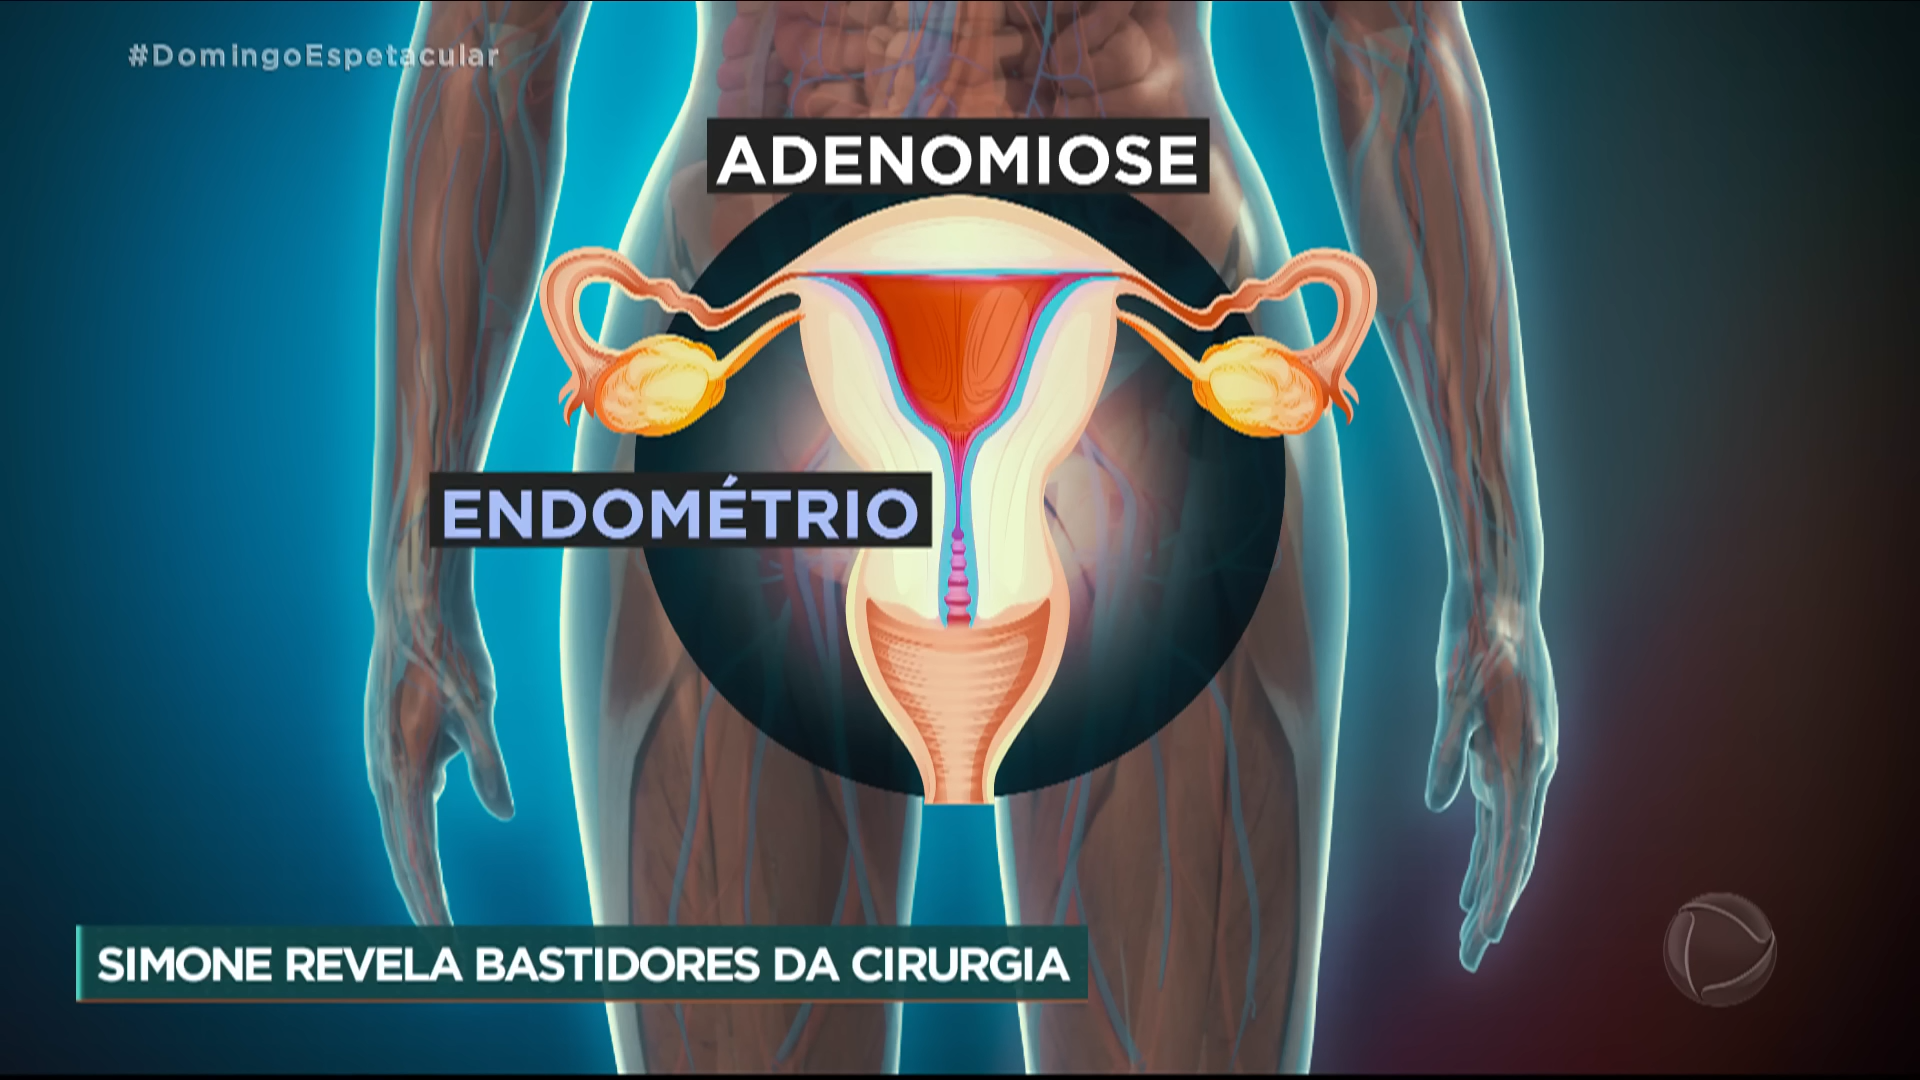 #DomingoEspetacular
ADENOMIOSE
ENDOMÉTRIO
SIMONE REVELA BASTIDORES DA CIRURGIA